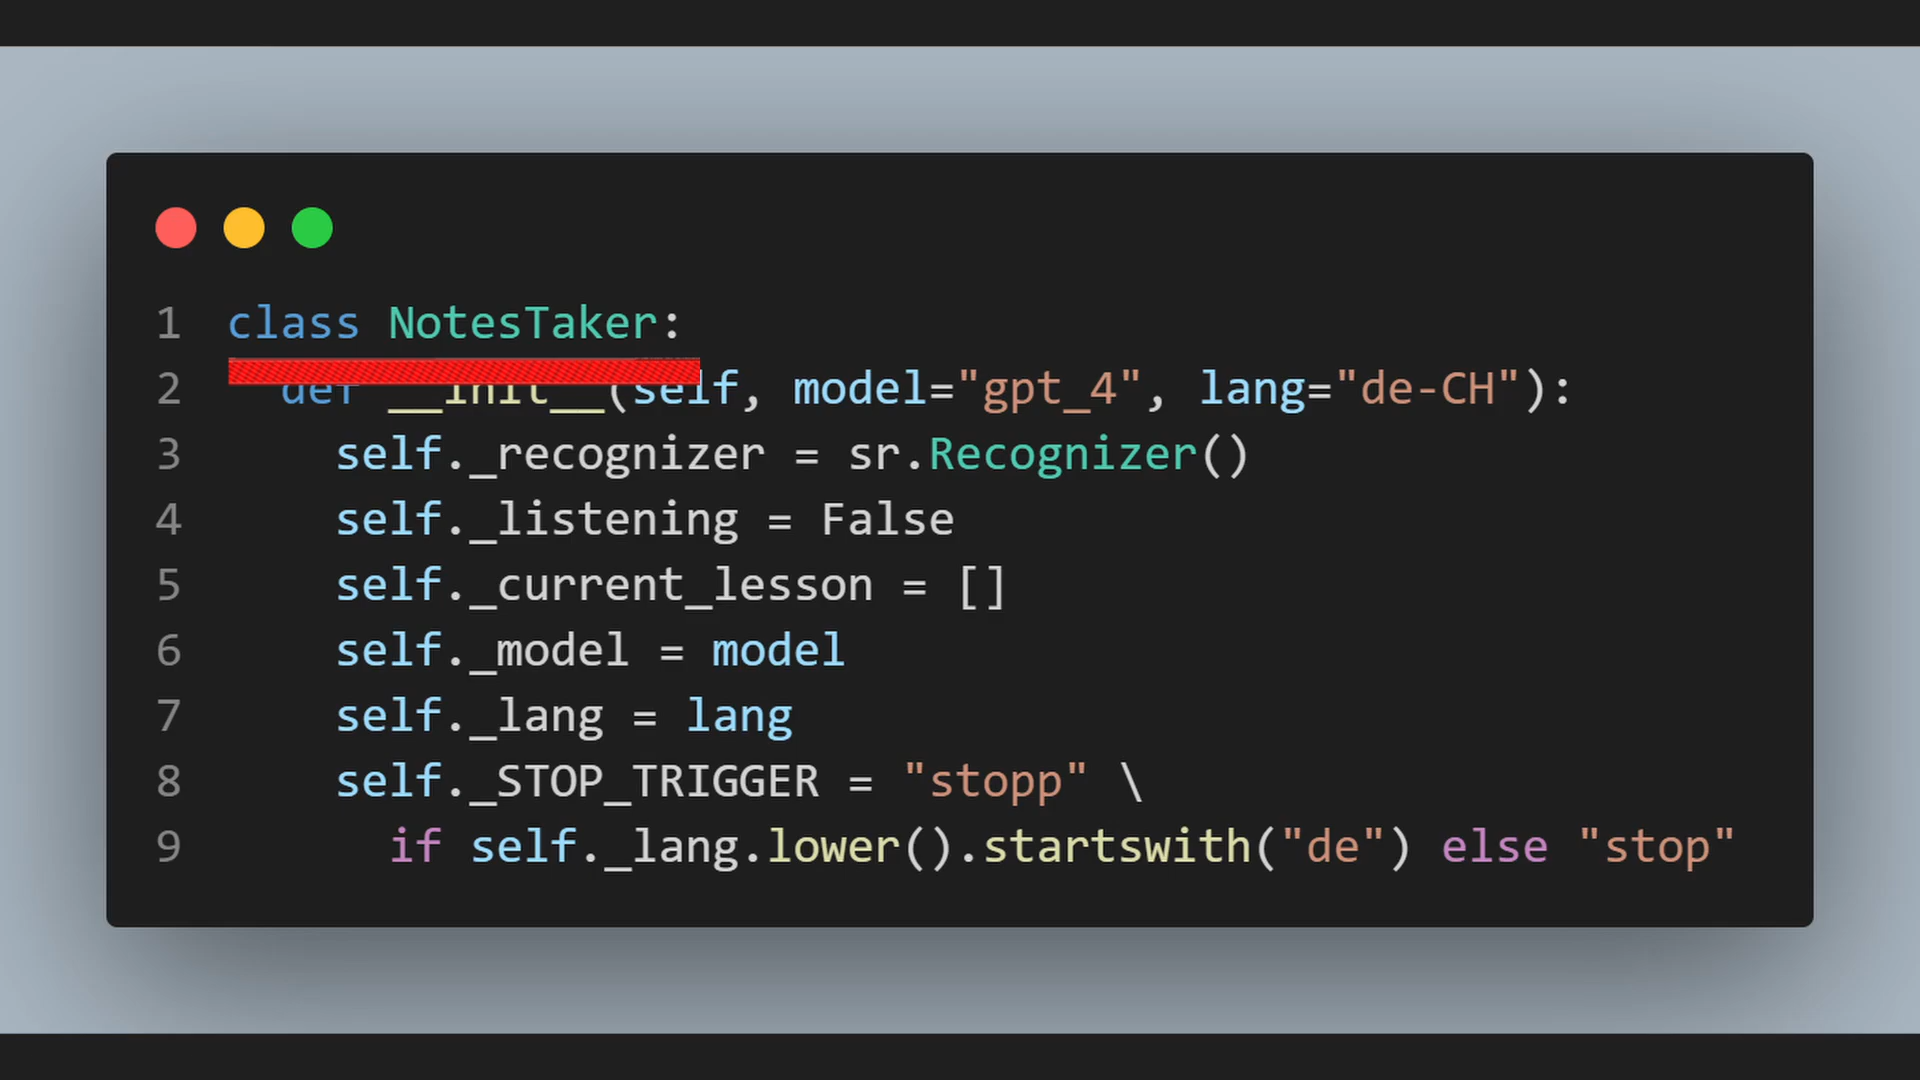 1 class NotesTaker:
2 def __init__(self, model="gpt_4", lang="de-CH"):
3 self._recognizer = sr.Recognizer()
4 self._listening = False
5 self._current_lesson = []
6 self._model = model
7 self._lang = lang
8 self._STOP_TRIGGER = "stopp" \
9 if self._lang.lower().startswith("de") else "stop"